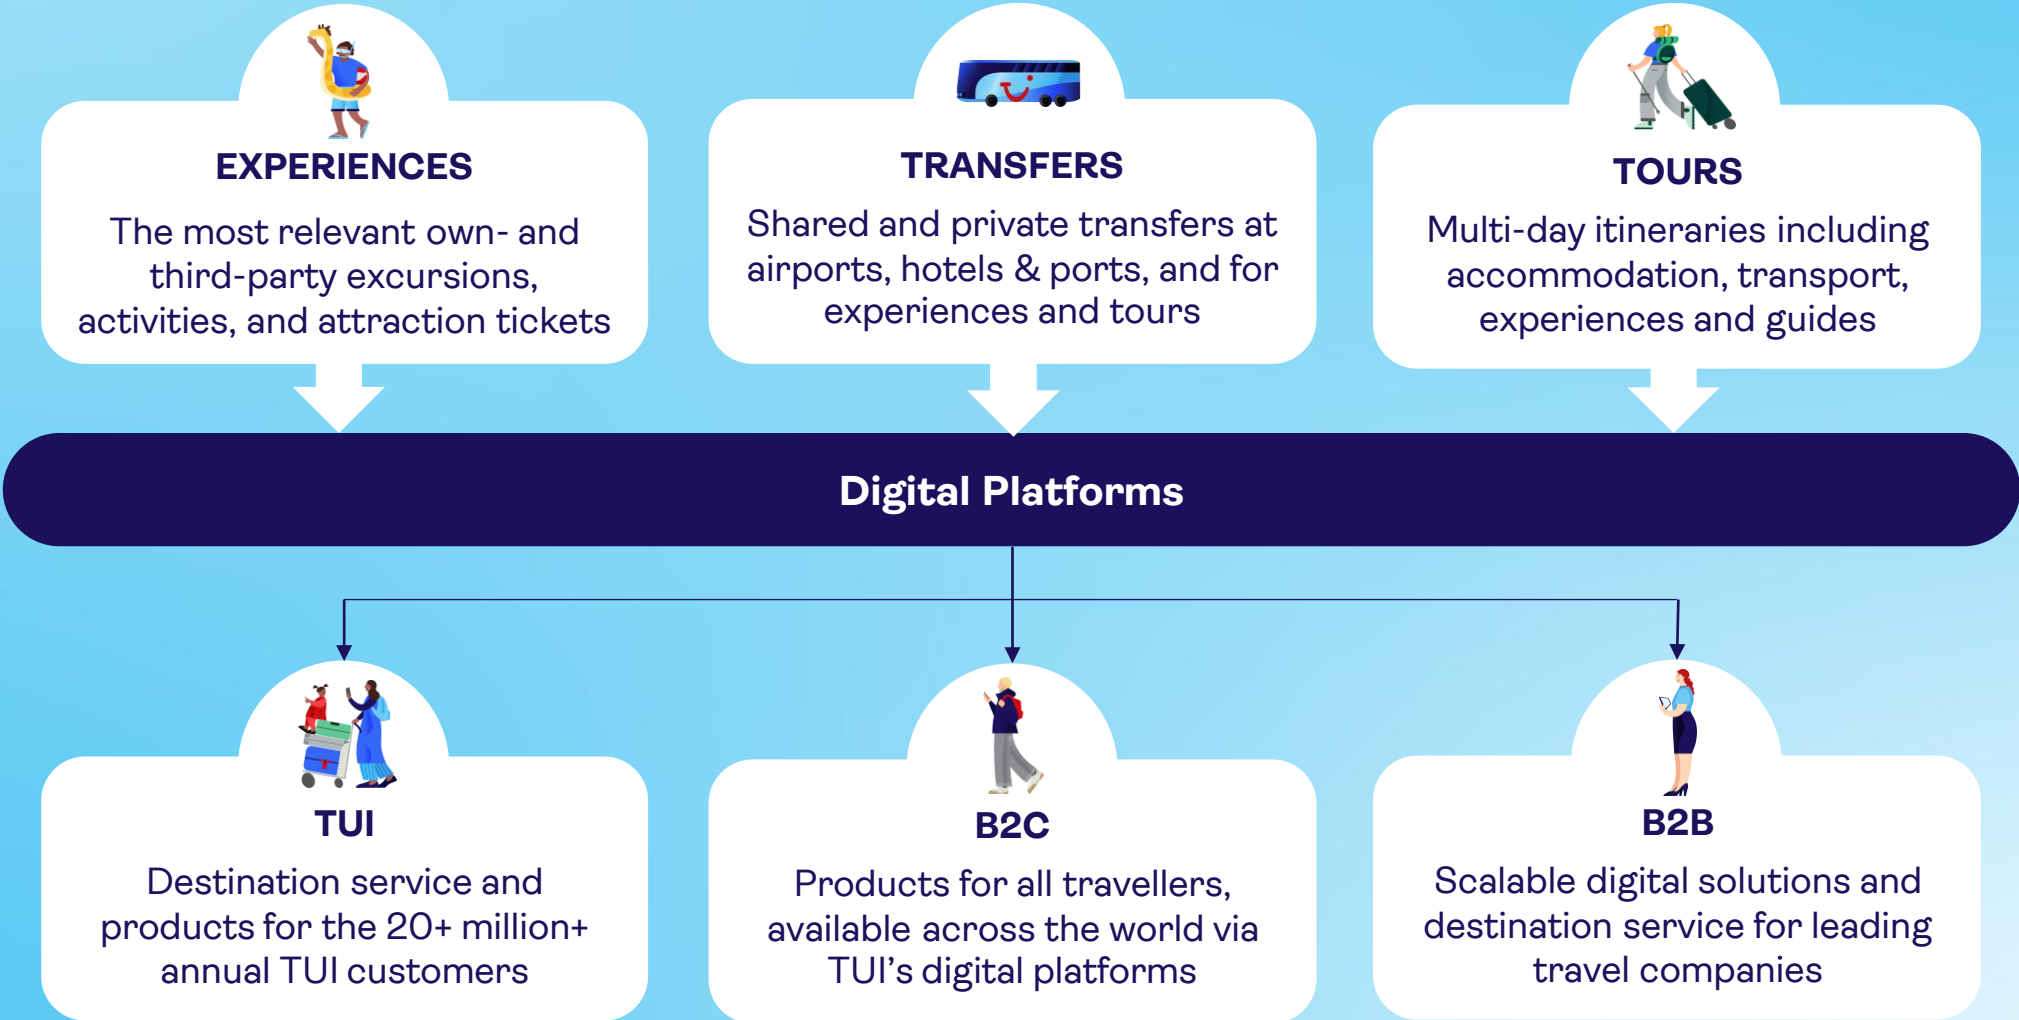 EXPERIENCES
The most relevant own- and
third-party excursions,
activities, and attraction tickets
TRANSFERS
Shared and private transfers at
airports, hotels & ports, and for
experiences and tours
TOURS
Multi-day itineraries including
accommodation, transport,
experiences and guides
Digital Platforms
TUI
Destination service and
products for the 20+ million+
annual TUI customers
B2C
Products for all travellers,
available across the world via
TUI’s digital platforms
B2B
Scalable digital solutions and
destination service for leading
travel companies